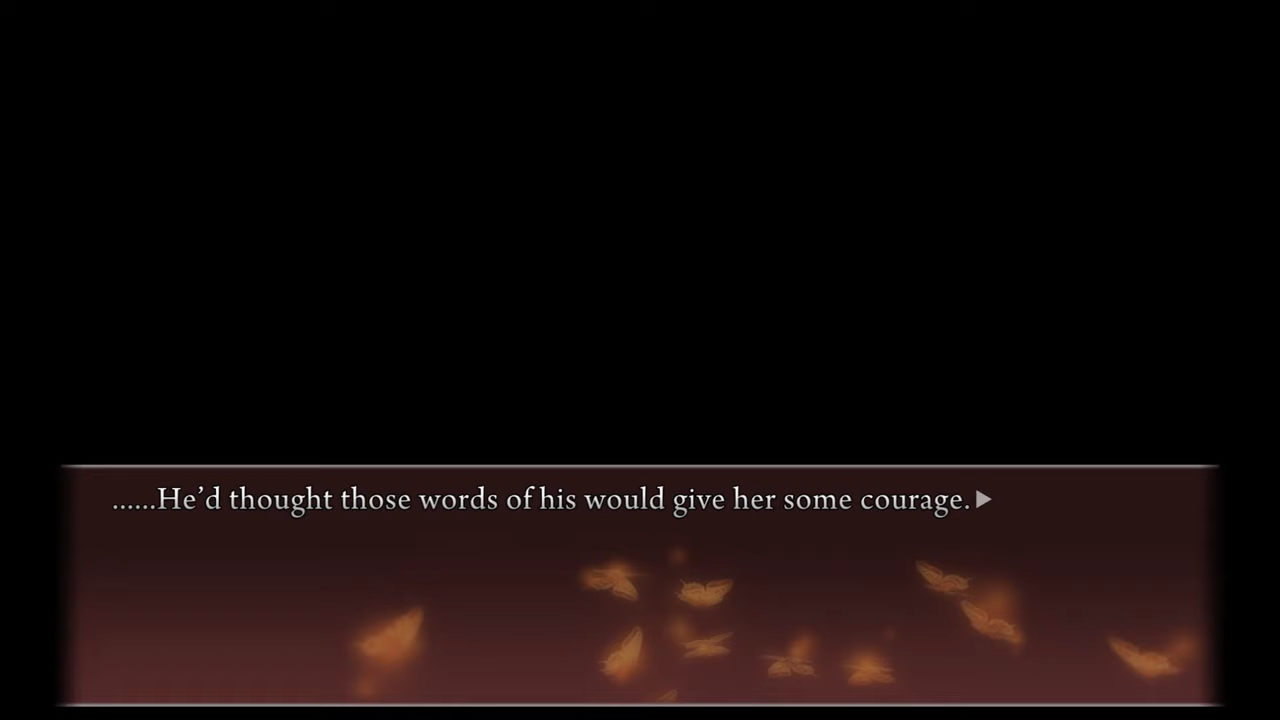 ......He’d thought those words of his would give her some courage.